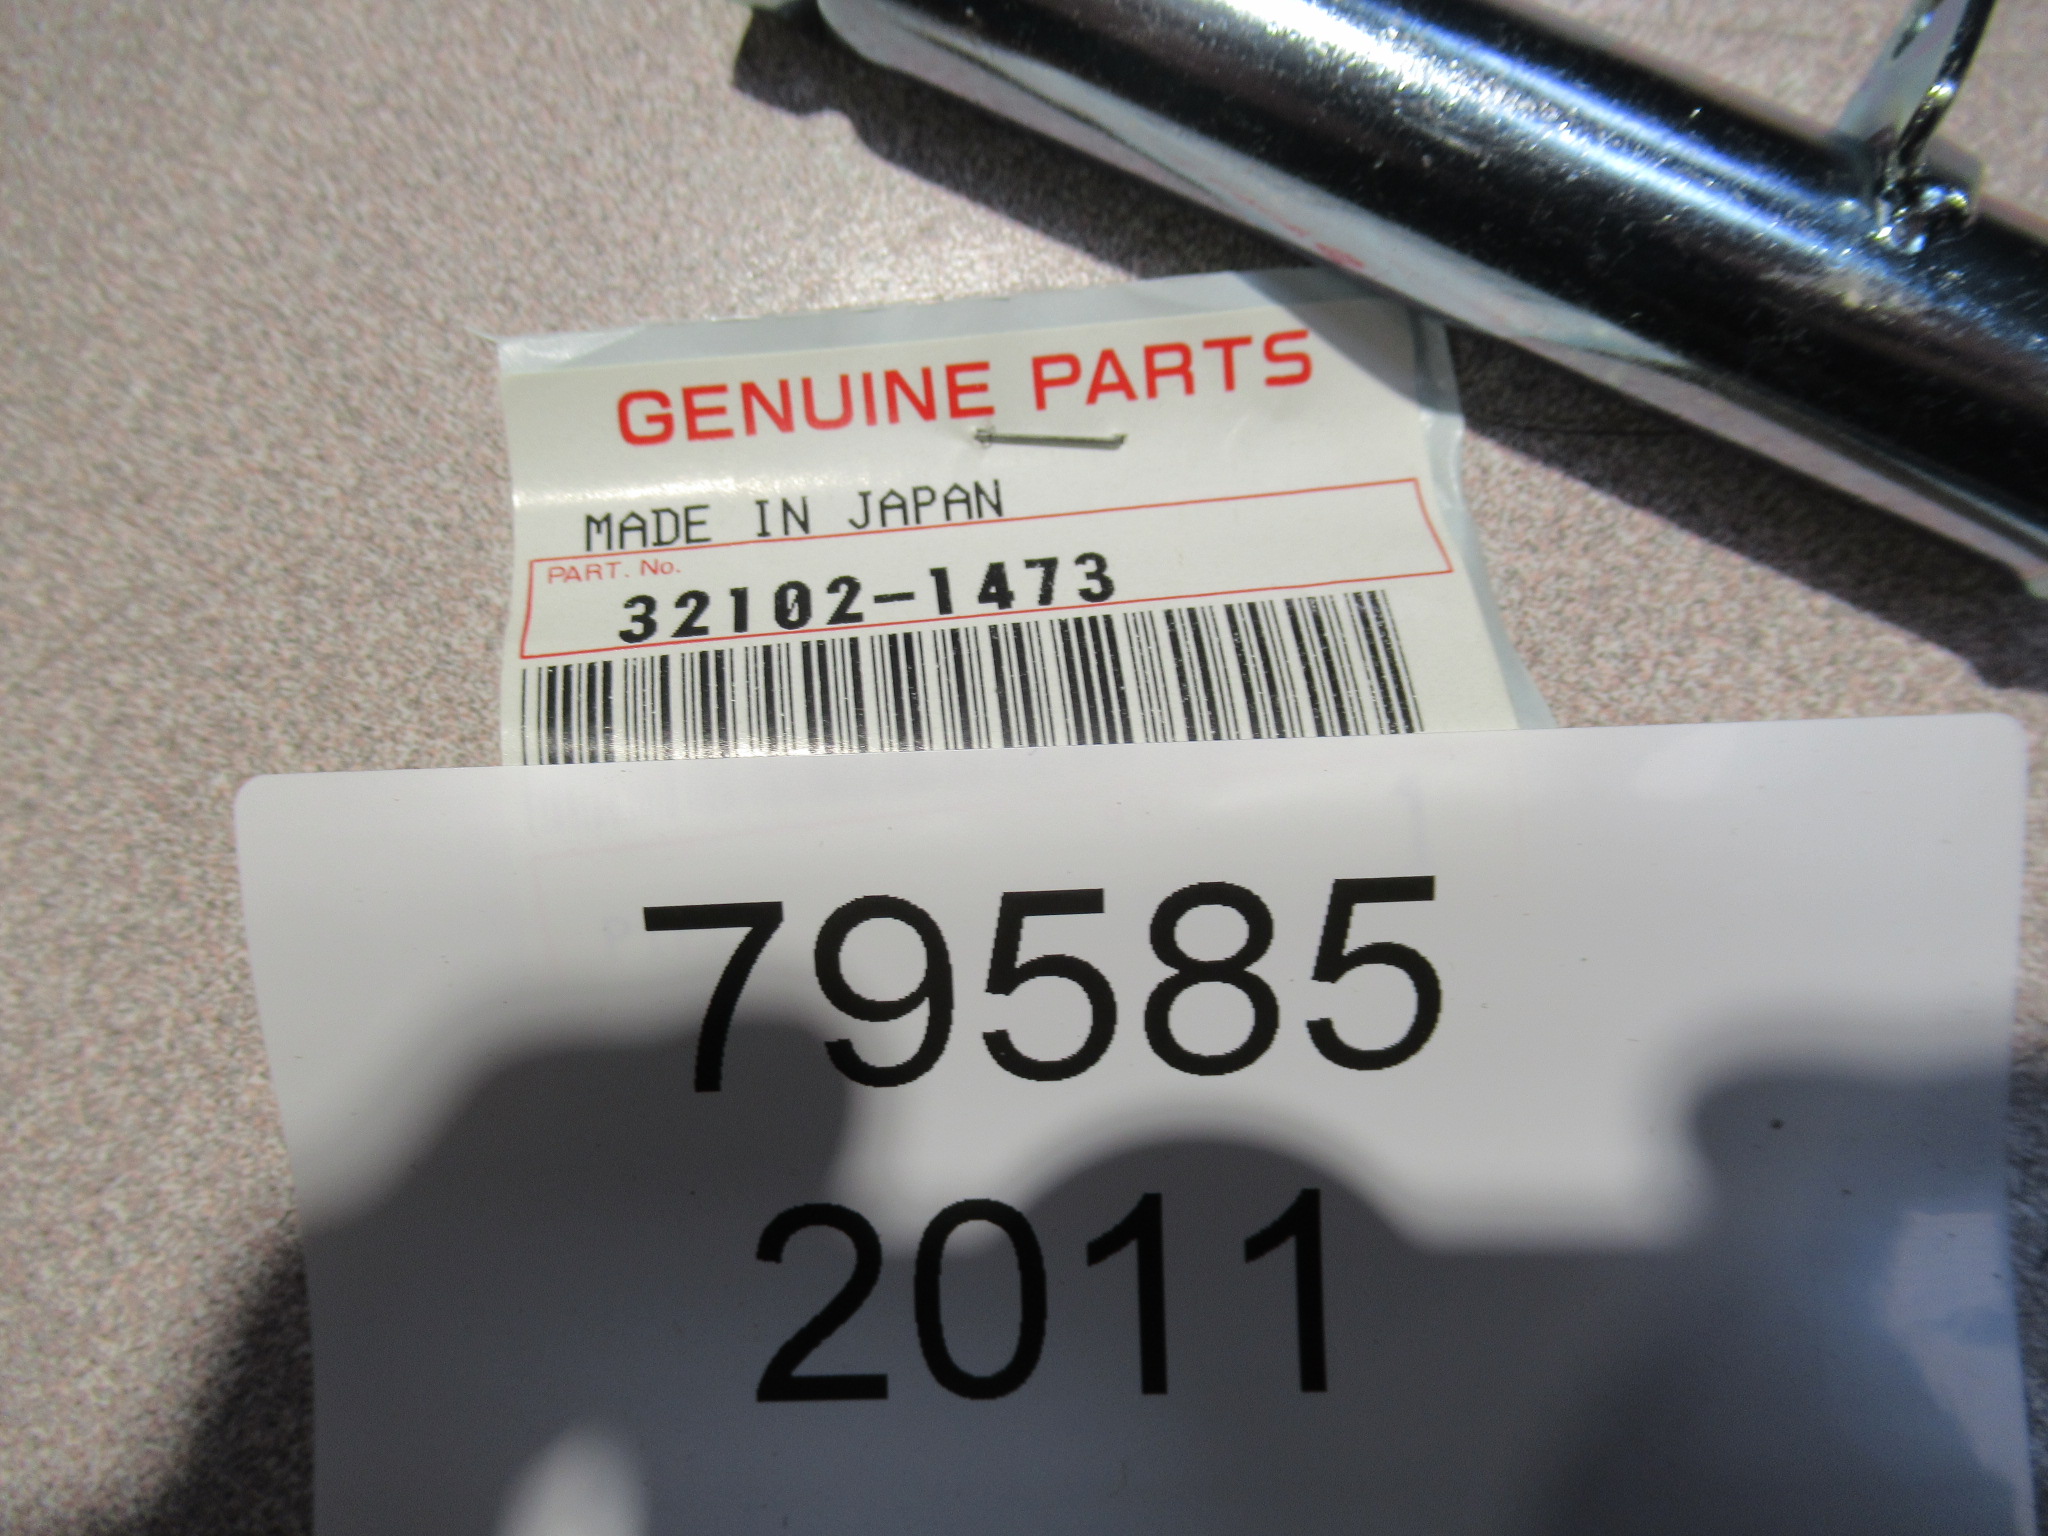 GENUINE PARTS
MADE IN JAPAN
PART. No.
32102-1473
79585
2011